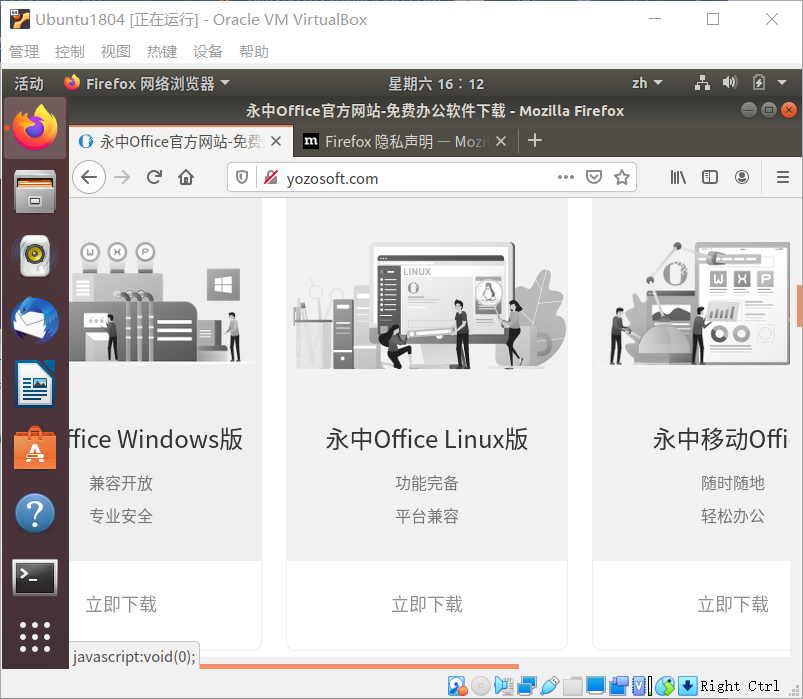 Ubuntu1804 [正在运行] - Oracle VM VirtualBox
管理 控制 视图 热键 设备 帮助
活动 Firefox 网络浏览器 星期六 16：12 zh
永中Office官方网站-免费办公软件下载 - Mozilla Firefox
永中Office官方网站-免费 m Firefox 隐私声明 — Mozi
yozosoft.com
W X P
LINUX
W X P
ffice Windows版 永中Office Linux版 永中移动Offi
兼容开放 功能完备 随时随地
专业安全 平台兼容 轻松办公
立即下载 立即下载 立即下载
javascript:void(0);
Right Ctrl